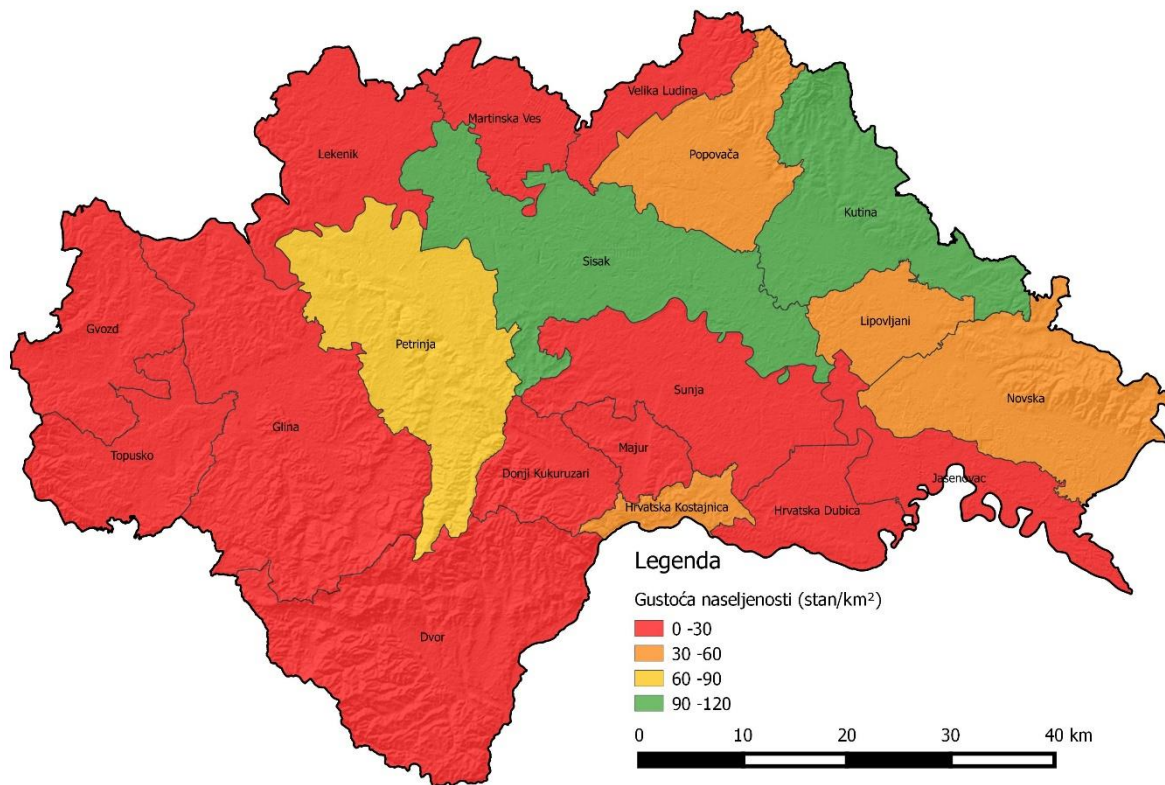 Velika Ludina
Martinska Ves
Lekenik
Popovača
Kutina
Sisak
Gvozd
Petrinja
Lipovljani
Sunja
Novska
Glina
Topusko
Majur
Donji Kukuruzari
Jasenovac
Hrvatska Kostajnica
Hrvatska Dubica
Dvor
Legenda
Gustoća naseljenosti (stan/km²)
0 -30
30 -60
60 -90
90 -120
0 10 20 30 40 km